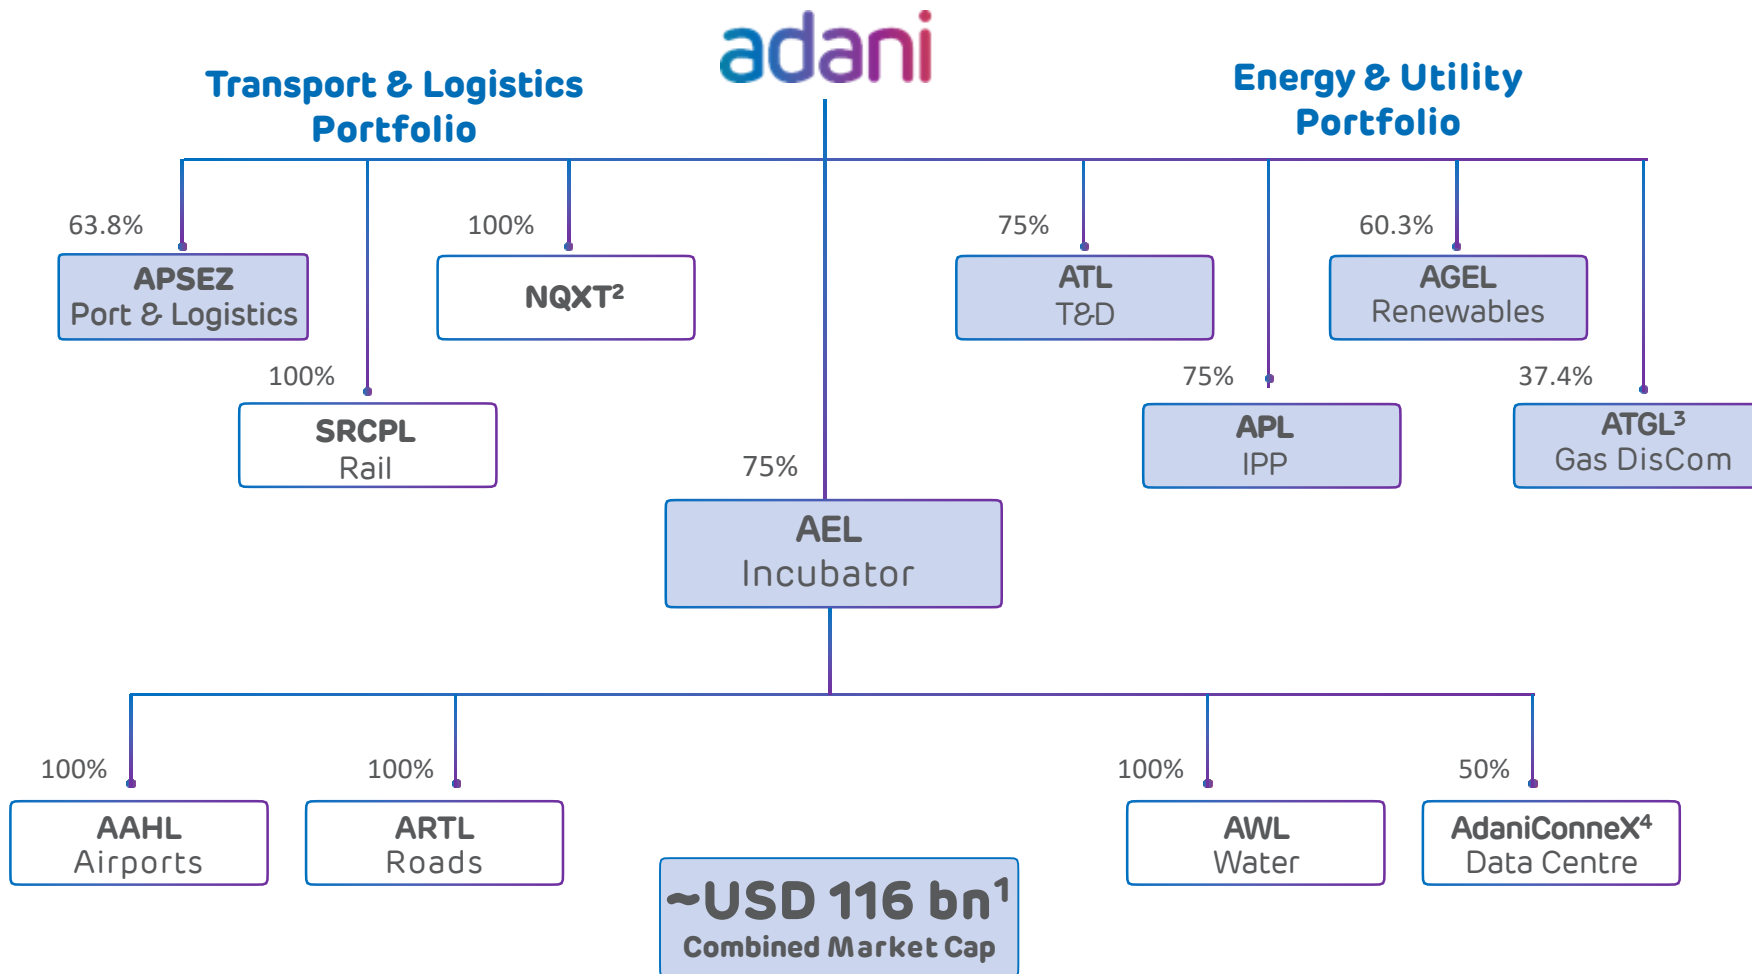 adani
Transport & Logistics
Portfolio
Energy & Utility
Portfolio
63.8%
APSEZ
Port & Logistics
100%
NQXT²
75%
ATL
T&D
60.3%
AGEL
Renewables
100%
SRCPL
Rail
75%
APL
IPP
37.4%
ATGL³
Gas DisCom
75%
AEL
Incubator
100%
AAHL
Airports
100%
ARTL
Roads
100%
AWL
Water
50%
AdaniConneX⁴
Data Centre
~USD 116 bn¹
Combined Market Cap